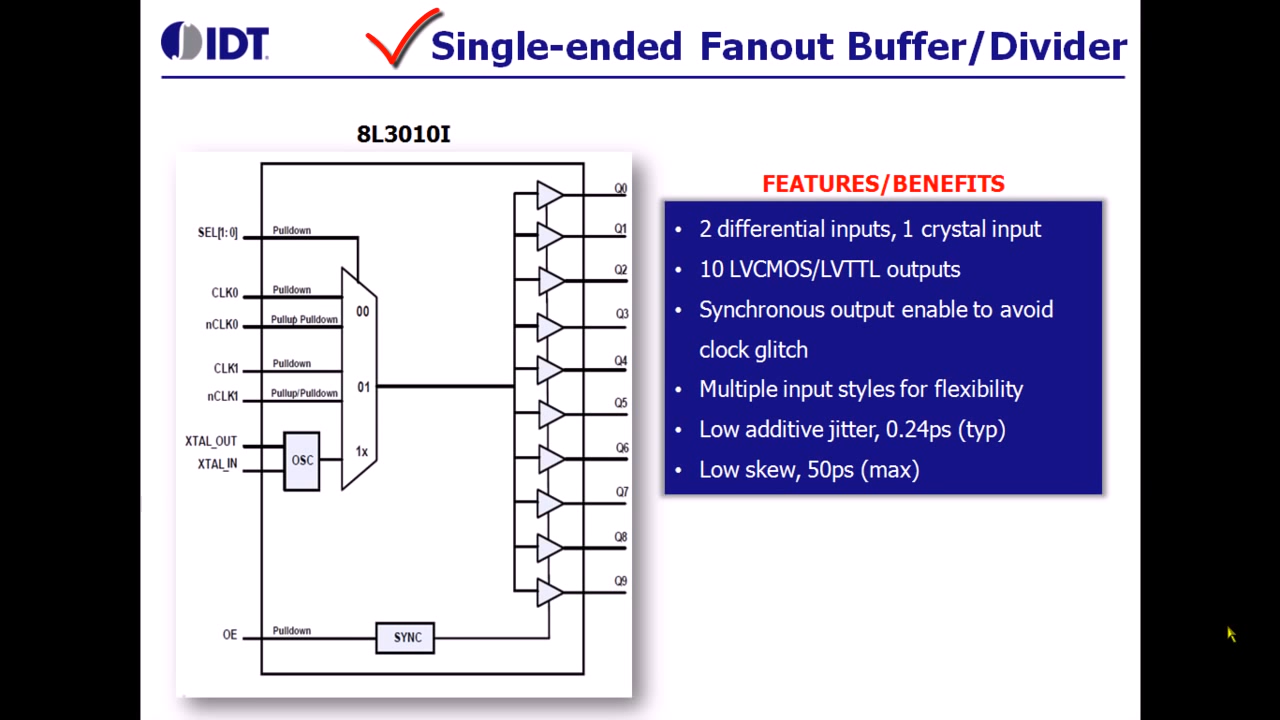 IDT.
Single-ended Fanout Buffer/Divider
8L3010I
SEL[1:0]
Pulldown
CLK0
Pulldown
nCLK0
Pullup Pulldown
CLK1
Pulldown
nCLK1
Pullup/Pulldown
XTAL_OUT
XTAL_IN
OSC
00
01
1x
OE
Pulldown
SYNC
Q0
Q1
Q2
Q3
Q4
Q5
Q6
Q7
Q8
Q9
FEATURES/BENEFITS
• 2 differential inputs, 1 crystal input
• 10 LVCMOS/LVTTL outputs
• Synchronous output enable to avoid
clock glitch
• Multiple input styles for flexibility
• Low additive jitter, 0.24ps (typ)
• Low skew, 50ps (max)